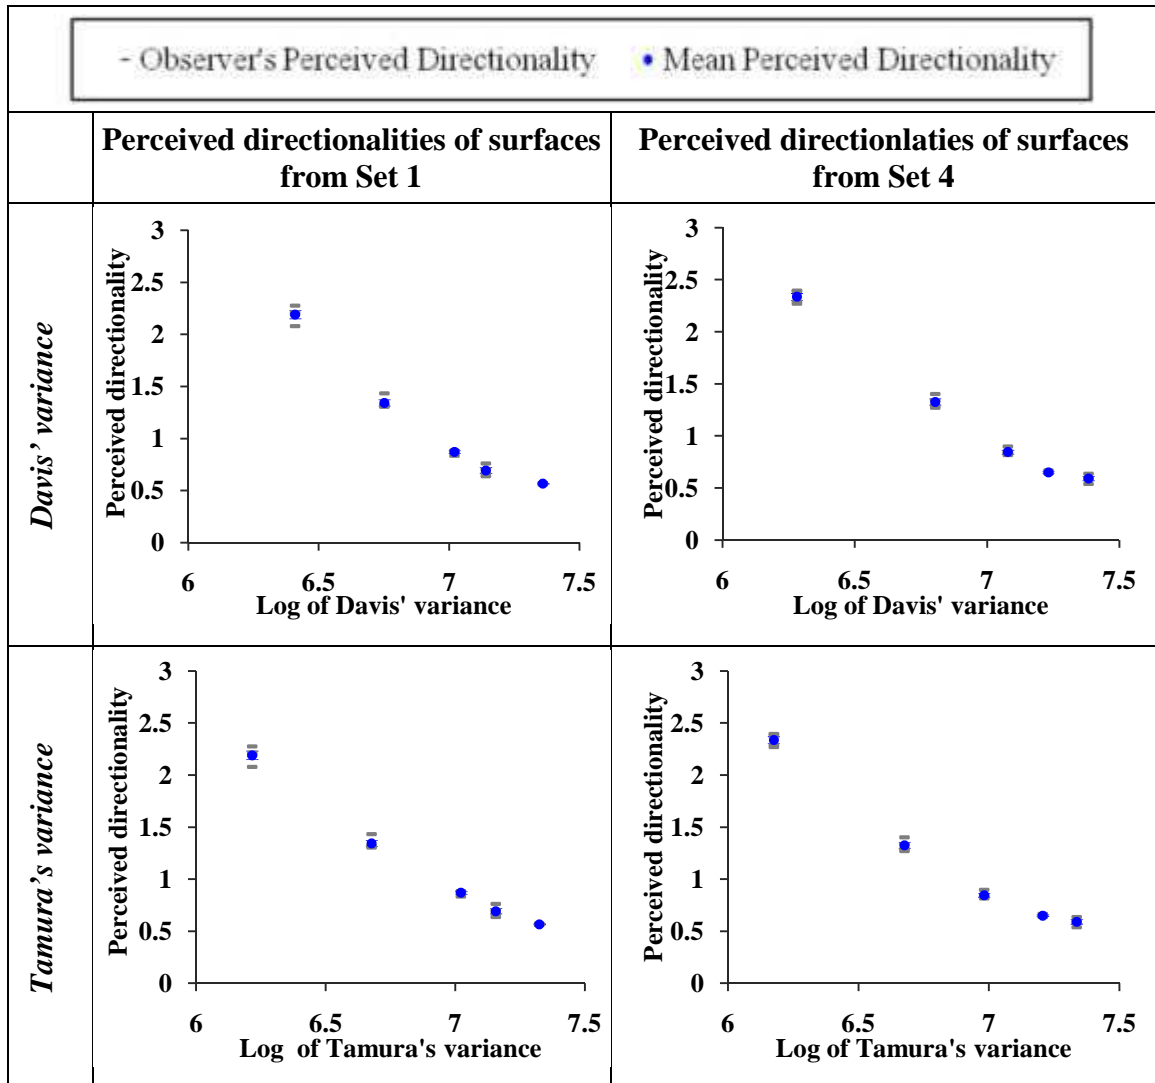 - Observer's Perceived Directionality • Mean Perceived Directionality
Perceived directionalities of surfaces
from Set 1
Perceived directionlaties of surfaces
from Set 4
Davis' variance
Perceived directionality
3
2.5
2
1.5
1
0.5
0
6
6.5
7
7.5
Log of Davis' variance
Perceived directionality
3
2.5
2
1.5
1
0.5
0
6
6.5
7
7.5
Log of Davis' variance
Tamura's variance
Perceived directionality
3
2.5
2
1.5
1
0.5
0
6
6.5
7
7.5
Log of Tamura's variance
Perceived directionality
3
2.5
2
1.5
1
0.5
0
6
6.5
7
7.5
Log of Tamura's variance